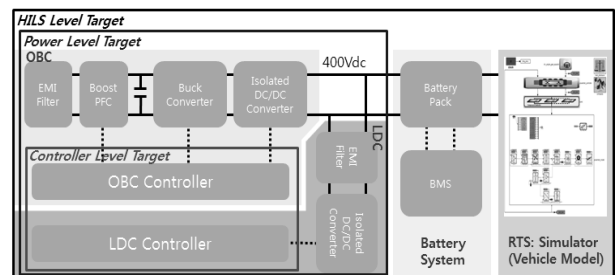 HILS Level Target
Power Level Target
OBC
EMI
Filter
Boost
PFC
Buck
Converter
Isolated
DC/DC
Converter
400Vdc
Battery
Pack
LDC
EMI
Filter
Controller Level Target
OBC Controller
BMS
Isolated
DC/DC
Converter
LDC Controller
Battery
System
RTS: Simulator
(Vehicle Model)